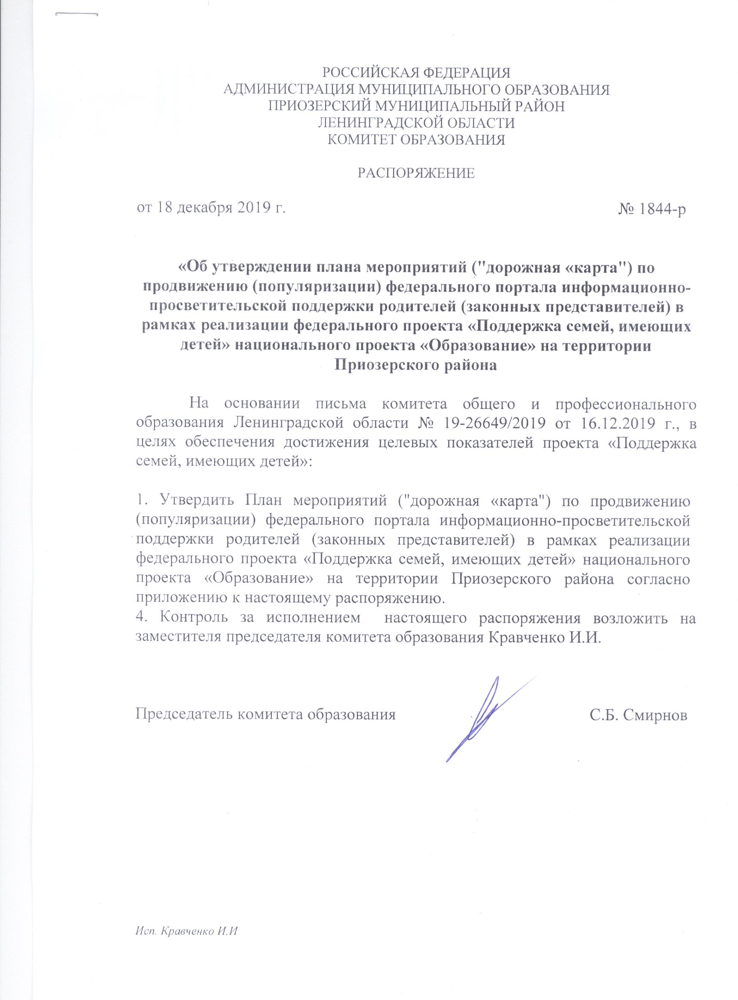 РОССИЙСКАЯ ФЕДЕРАЦИЯ
АДМИНИСТРАЦИЯ МУНИЦИПАЛЬНОГО ОБРАЗОВАНИЯ
ПРИОЗЕРСКИЙ МУНИЦИПАЛЬНЫЙ РАЙОН
ЛЕНИНГРАДСКОЙ ОБЛАСТИ
КОМИТЕТ ОБРАЗОВАНИЯ
РАСПОРЯЖЕНИЕ
от 18 декабря 2019 г. № 1844-р
«Об утверждении плана мероприятий ("дорожная «карта") по
продвижению (популяризации) федерального портала информационно-
просветительской поддержки родителей (законных представителей) в
рамках реализации федерального проекта «Поддержка семей, имеющих
детей» национального проекта «Образование» на территории
Приозерского района
На основании письма комитета общего и профессионального
образования Ленинградской области № 19-26649/2019 от 16.12.2019 г., в
целях обеспечения достижения целевых показателей проекта «Поддержка
семей, имеющих детей»:
1. Утвердить План мероприятий ("дорожная «карта") по продвижению
(популяризации) федерального портала информационно-просветительской
поддержки родителей (законных представителей) в рамках реализации
федерального проекта «Поддержка семей, имеющих детей» национального
проекта «Образование» на территории Приозерского района согласно
приложению к настоящему распоряжению.
4. Контроль за исполнением настоящего распоряжения возложить на
заместителя председателя комитета образования Кравченко И.И.
Председатель комитета образования С.Б. Смирнов
Исп. Кравченко И.И